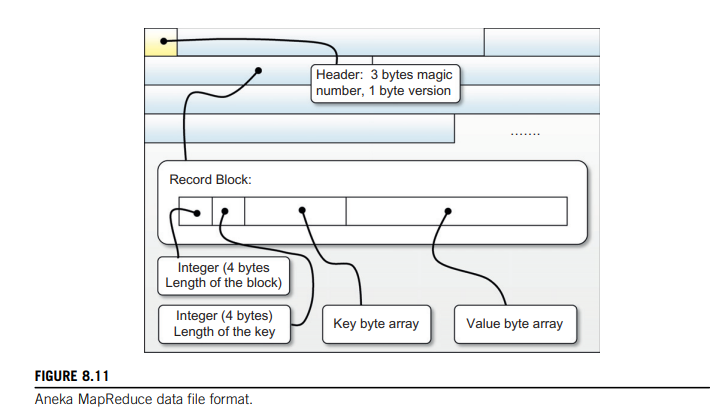 Header: 3 bytes magic
number, 1 byte version
.......
Record Block:
Integer (4 bytes
Length of the block)
Integer (4 bytes)
Length of the key
Key byte array
Value byte array
FIGURE 8.11
Aneka MapReduce data file format.